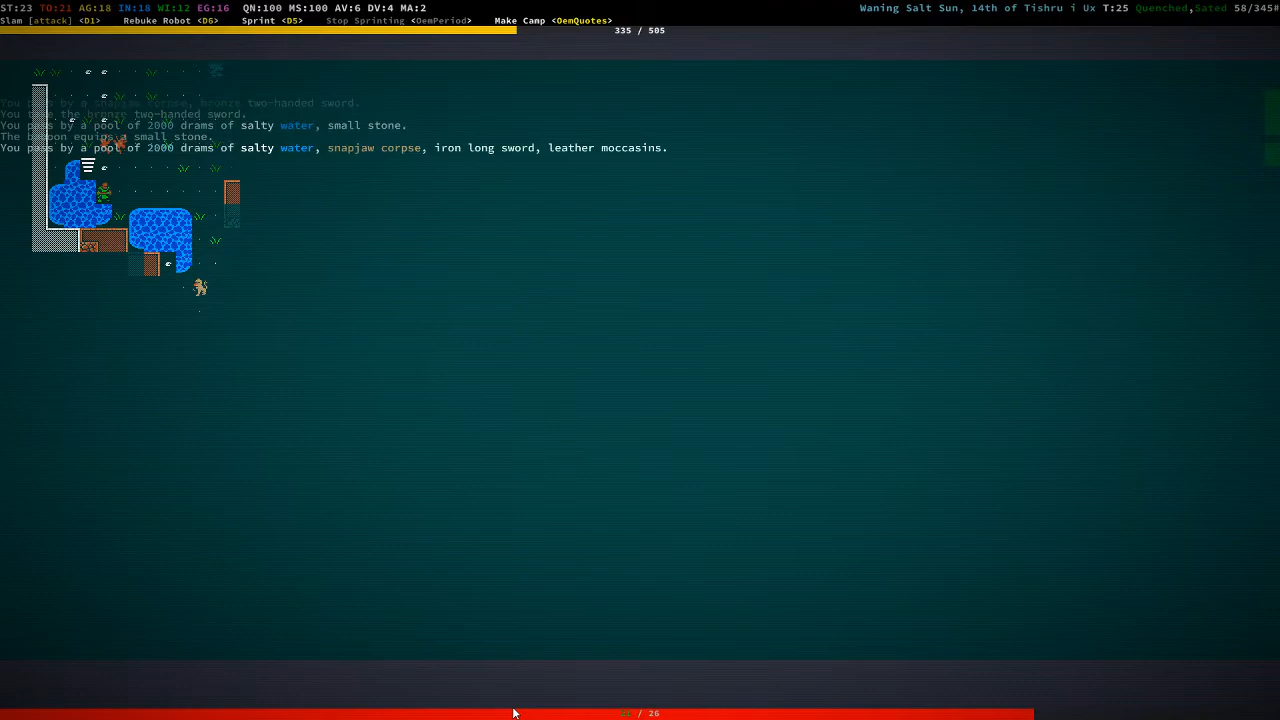 ST:23 TO:21 AG:18 IN:18 WI:12 EG:16 QN:100 MS:100 AV:6 DV:4 MA:2 Waning Salt Sun, 14th of Tishru i Ux T:25 Quenched,Sated 58/345#
Slam [attack] <D1> Rebuke Robot <D6> Sprint <D5> Stop Sprinting <OemPeriod> Make Camp <OemQuotes>
335 / 505
You pass by a snapjaw corpse, bronze two-handed sword.
You take the bronze two-handed sword.
You pass by a pool of 2000 drams of salty water, small stone.
The baboon equips a small stone.
You pass by a pool of 2000 drams of salty water, snapjaw corpse, iron long sword, leather moccasins.
/ 26